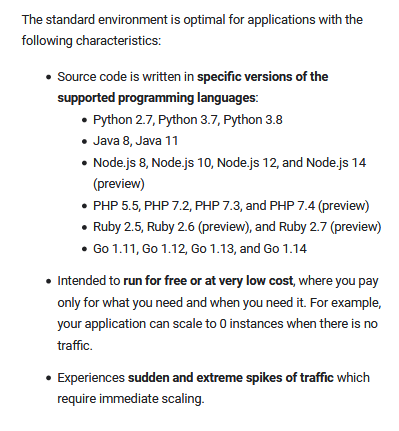 The standard environment is optimal for applications with the
following characteristics:
• Source code is written in specific versions of the
supported programming languages:
• Python 2.7, Python 3.7, Python 3.8
• Java 8, Java 11
• Node.js 8, Node.js 10, Node.js 12, and Node.js 14
(preview)
• PHP 5.5, PHP 7.2, PHP 7.3, and PHP 7.4 (preview)
• Ruby 2.5, Ruby 2.6 (preview), and Ruby 2.7 (preview)
• Go 1.11, Go 1.12, Go 1.13, and Go 1.14
• Intended to run for free or at very low cost, where you pay
only for what you need and when you need it. For example,
your application can scale to 0 instances when there is no
traffic.
• Experiences sudden and extreme spikes of traffic which
require immediate scaling.